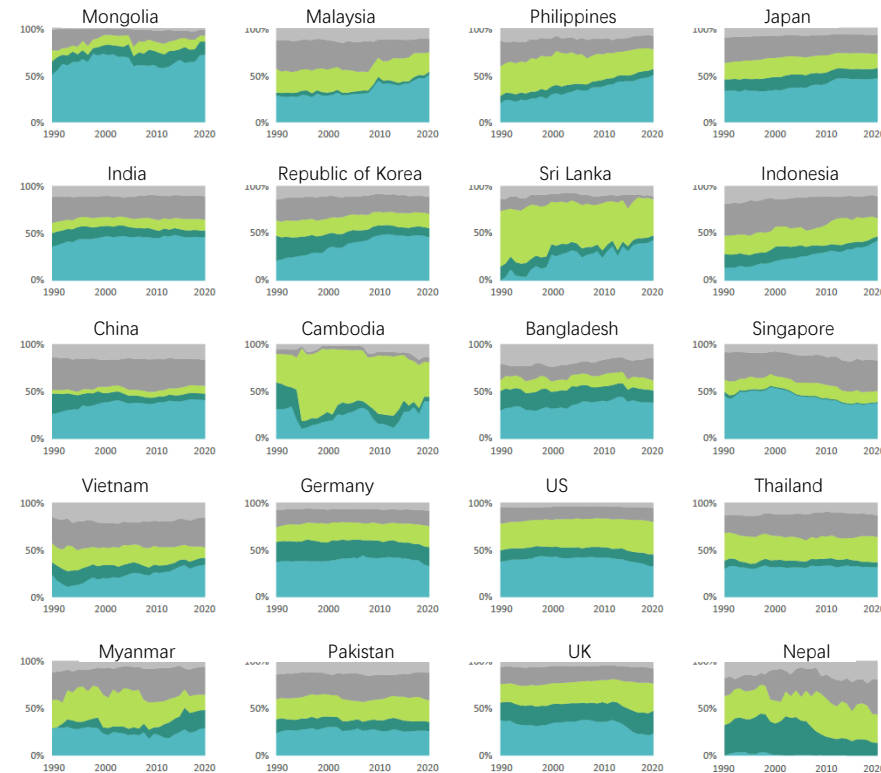 Mongolia Malaysia Philippines Japan
100% 100% 100% 100%
50% 50% 50% 50%
0% 0% 0% 0%
1990 2000 2010 2020 1990 2000 2010 2020 1990 2000 2010 2020 1990 2000 2010 2020
India Republic of Korea Sri Lanka Indonesia
100% 100% 100% 100%
50% 50% 50% 50%
0% 0% 0% 0%
1990 2000 2010 2020 1990 2000 2010 2020 1990 2000 2010 2020 1990 2000 2010 2020
China Cambodia Bangladesh Singapore
100% 100% 100% 100%
50% 50% 50% 50%
0% 0% 0% 0%
1990 2000 2010 2020 1990 2000 2010 2020 1990 2000 2010 2020 1990 2000 2010 2020
Vietnam Germany US Thailand
100% 100% 100% 100%
50% 50% 50% 50%
0% 0% 0% 0%
1990 2000 2010 2020 1990 2000 2010 2020 1990 2000 2010 2020 1990 2000 2010 2020
Myanmar Pakistan UK Nepal
100% 100% 100% 100%
50% 50% 50% 50%
0% 0% 0% 0%
1990 2000 2010 2020 1990 2000 2010 2020 1990 2000 2010 2020 1990 2000 2010 2020